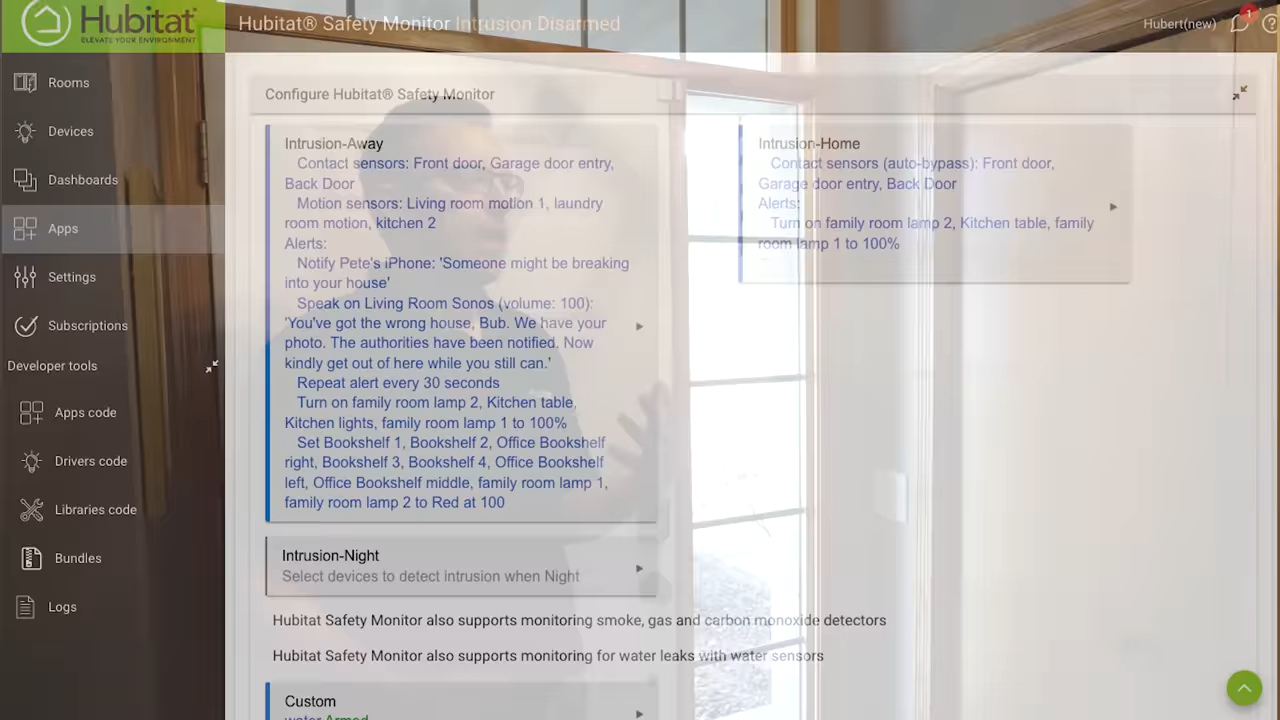 Hubitat®
ELEVATE YOUR ENVIRONMENT
Hubitat® Safety Monitor Intrusion Disarmed
Hubert(new)
1
Rooms
Devices
Dashboards
Apps
Settings
Subscriptions
Developer tools
Apps code
Drivers code
Libraries code
Bundles
Logs
Configure Hubitat® Safety Monitor
Intrusion-Away
Contact sensors: Front door, Garage door entry,
Back Door
Motion sensors: Living room motion 1, laundry
room motion, kitchen 2
Alerts:
Notify Pete's iPhone: 'Someone might be breaking
into your house'
Speak on Living Room Sonos (volume: 100):
'You've got the wrong house, Bub. We have your
photo. The authorities have been notified. Now
kindly get out of here while you still can.'
Repeat alert every 30 seconds
Turn on family room lamp 2, Kitchen table,
Kitchen lights, family room lamp 1 to 100%
Set Bookshelf 1, Bookshelf 2, Office Bookshelf
right, Bookshelf 3, Bookshelf 4, Office Bookshelf
left, Office Bookshelf middle, family room lamp 1,
family room lamp 2 to Red at 100
Intrusion-Home
Contact sensors (auto-bypass): Front door,
Garage door entry, Back Door
Alerts:
Turn on family room lamp 2, Kitchen table, family
room lamp 1 to 100%
Intrusion-Night
Select devices to detect intrusion when Night
Hubitat Safety Monitor also supports monitoring smoke, gas and carbon monoxide detectors
Hubitat Safety Monitor also supports monitoring for water leaks with water sensors
Custom
water Armed